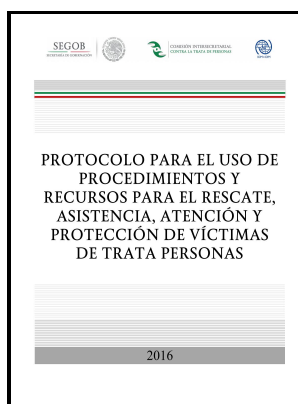 SEGOB
SECRETARÍA DE GOBERNACIÓN
COMISIÓN INTERSECRETARIAL
CONTRA LA TRATA DE PERSONAS
PROTOCOLO PARA EL USO DE
PROCEDIMIENTOS Y
RECURSOS PARA EL RESCATE,
ASISTENCIA, ATENCIÓN Y
PROTECCIÓN DE VÍCTIMAS
DE TRATA PERSONAS
2016